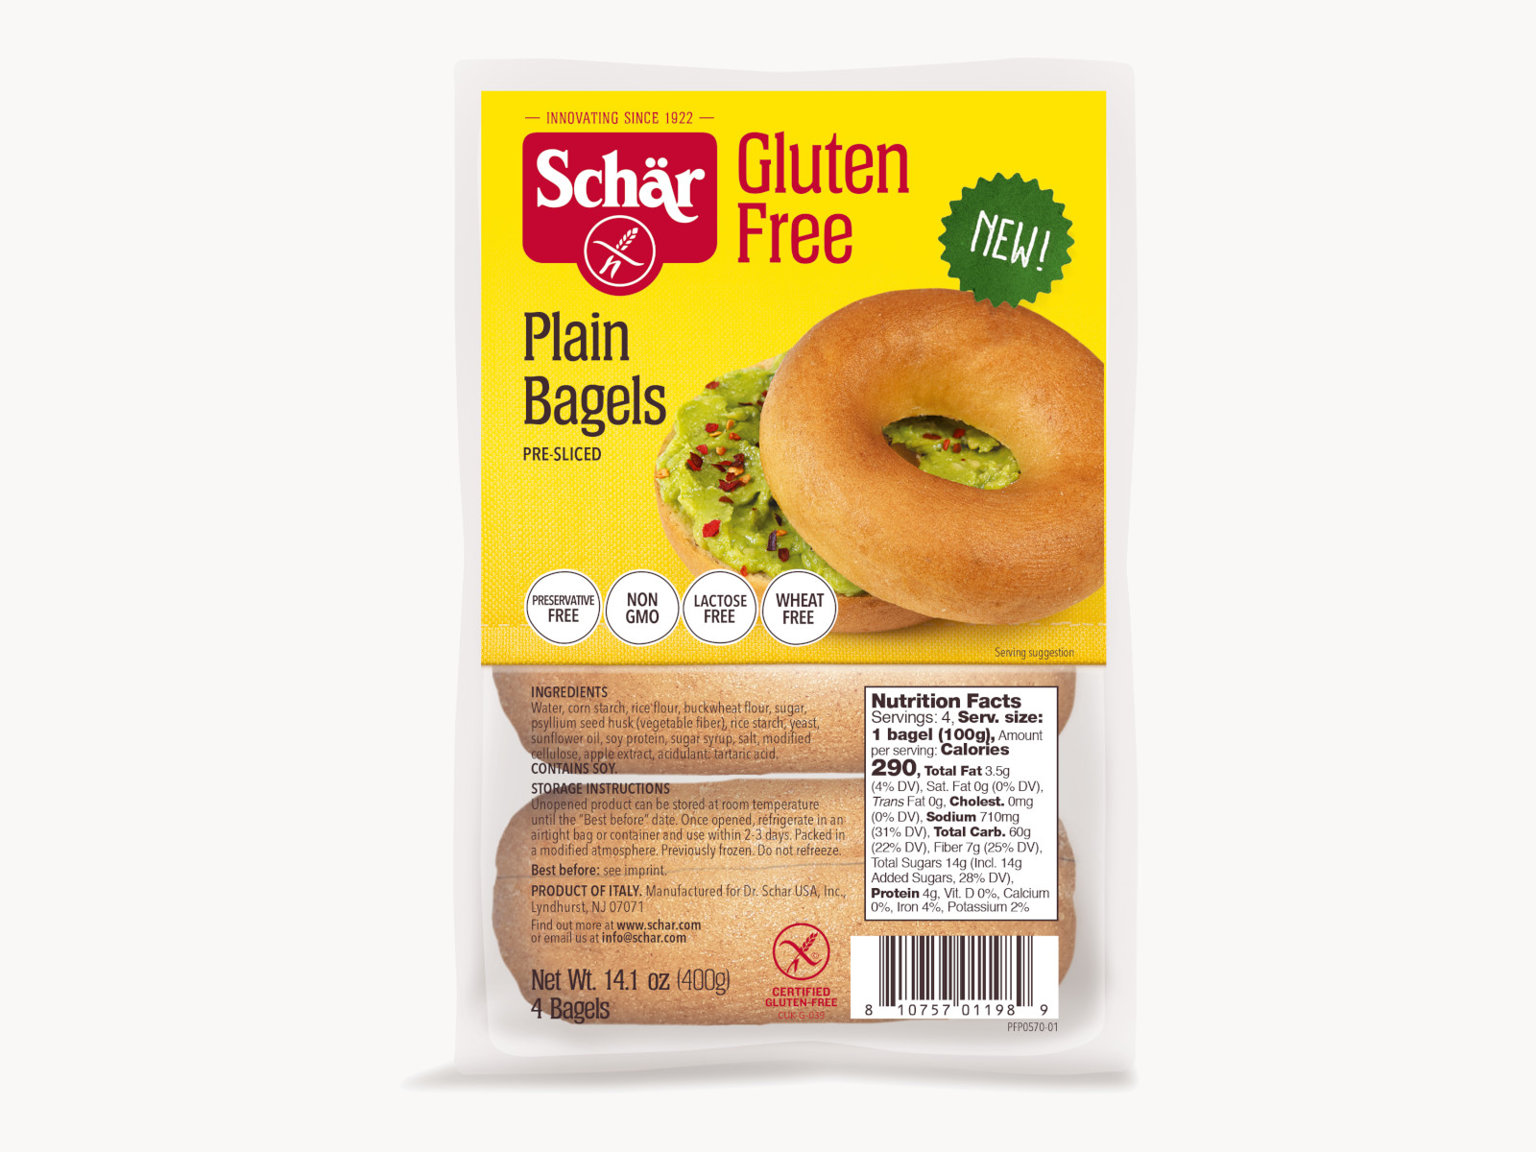 INNOVATING SINCE 1922
Schär
Gluten
Free
NEW!
Plain
Bagels
PRE-SLICED
PRESERVATIVE
FREE
NON
GMO
LACTOSE
FREE
WHEAT
FREE
Serving suggestion
INGREDIENTS
Water, corn starch, rice flour, buckwheat flour, sugar,
psyllium seed husk (vegetable fiber), rice starch, yeast,
sunflower oil, soy protein, sugar syrup, salt, modified
cellulose, apple extract, acidulant: tartaric acid.
CONTAINS SOY.
STORAGE INSTRUCTIONS
Unopened product can be stored at room temperature
until the "Best before" date. Once opened, refrigerate in an
airtight bag or container and use within 2-3 days. Packed in
a modified atmosphere. Previously frozen. Do not refreeze.
Best before: see imprint.
PRODUCT OF ITALY. Manufactured for Dr. Schar USA, Inc.,
Lyndhurst, NJ 07071
Find out more at www.schar.com
or email us at info@schar.com
Net Wt. 14.1 oz (400g)
4 Bagels
CERTIFIED
GLUTEN-FREE
CUK-G-039
Nutrition Facts
Servings: 4, Serv. size:
1 bagel (100g), Amount
per serving: Calories
290, Total Fat 3.5g
(4% DV), Sat. Fat 0g (0% DV),
Trans Fat 0g, Cholest. 0mg
(0% DV), Sodium 710mg
(31% DV), Total Carb. 60g
(22% DV), Fiber 7g (25% DV),
Total Sugars 14g (Incl. 14g
Added Sugars, 28% DV),
Protein 4g, Vit. D 0%, Calcium
0%, Iron 4%, Potassium 2%
8 10757 01198 9
PFP0570-01